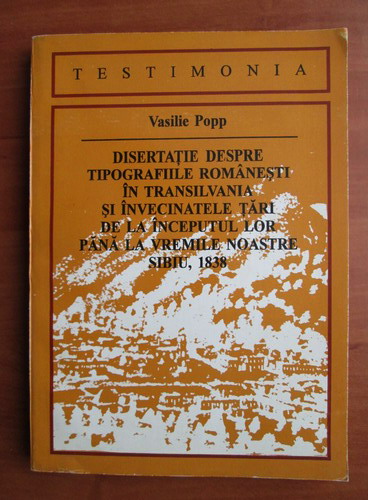 TESTIMONIA
Vasilie Popp
DISERTAȚIE DESPRE
TIPOGRAFIILE ROMÂNEȘTI
ÎN TRANSILVANIA
ȘI ÎNVECINATELE ȚĂRI
DE LA ÎNCEPUTUL LOR
PÂNĂ LA VREMILE NOASTRE
SIBIU, 1838